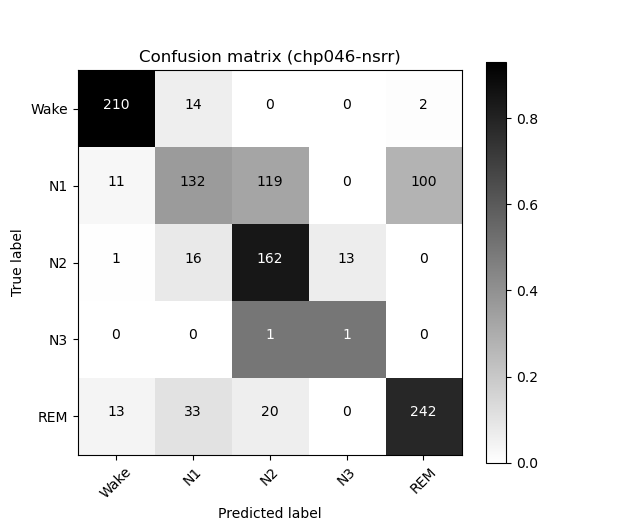 Confusion matrix (chp046-nsrr)
True label
Wake 210 14 0 0 2
N1 11 132 119 0 100
N2 1 16 162 13 0
N3 0 0 1 1 0
REM 13 33 20 0 242
Wake N1 N2 N3 REM
Predicted label
0.8
0.6
0.4
0.2
0.0